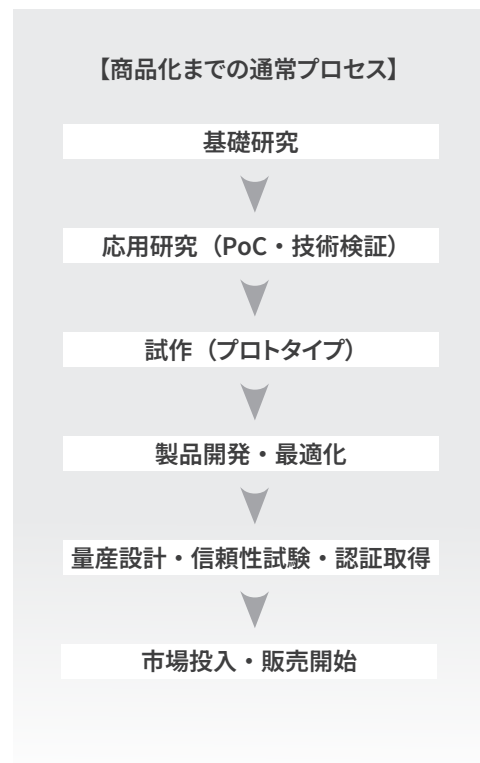 【商品化までの通常プロセス】
基礎研究
応用研究（PoC・技術検証）
試作（プロトタイプ）
製品開発・最適化
量産設計・信頼性試験・認証取得
市場投入・販売開始